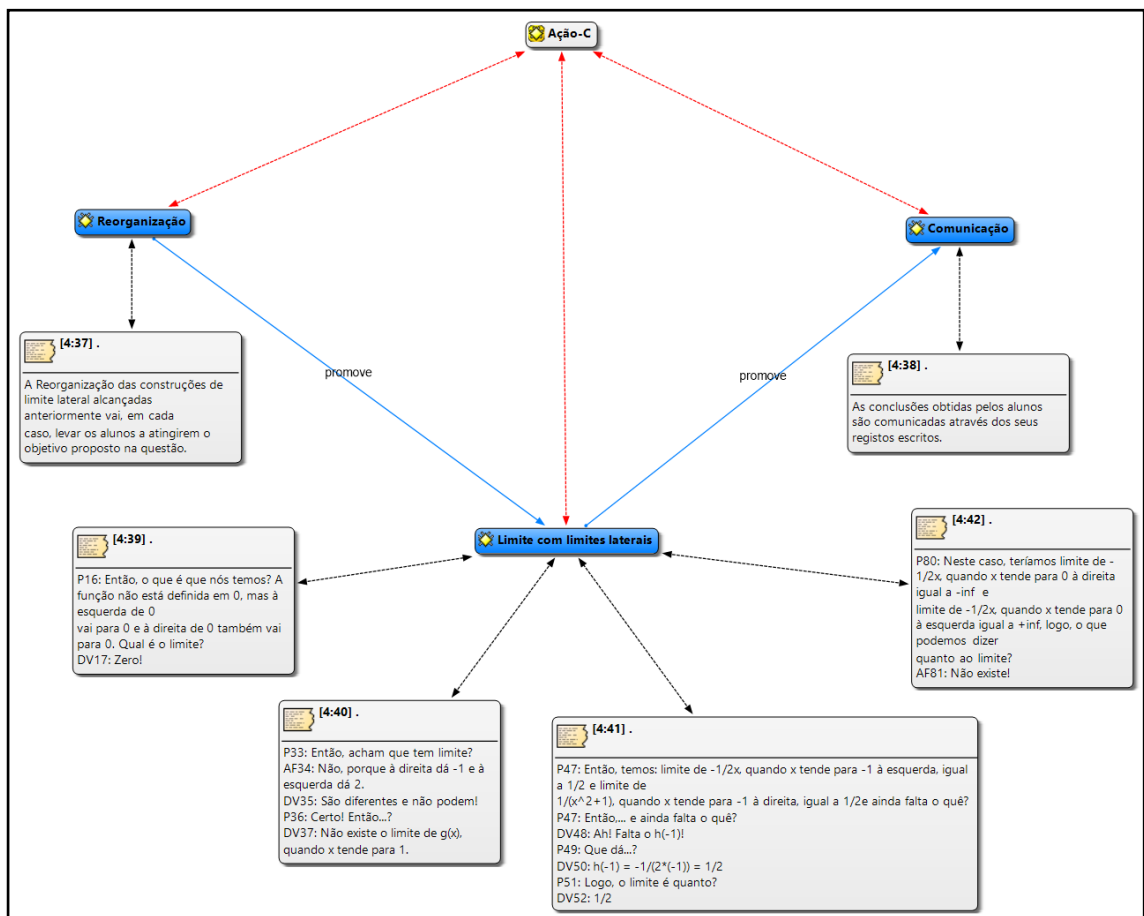 Ação-C
Reorganização
Comunicação
promove
promove
[4:37] .
A Reorganização das construções de
limite lateral alcançadas
anteriormente vai, em cada
caso, levar os alunos a atingirem o
objetivo proposto na questão.
[4:38] .
As conclusões obtidas pelos alunos
são comunicadas através dos seus
registos escritos.
Limite com limites laterais
[4:39] .
P16: Então, o que é que nós temos? A
função não está definida em 0, mas à
esquerda de 0
vai para 0 e à direita de 0 também vai
para 0. Qual é o limite?
DV17: Zero!
[4:42] .
P80: Neste caso, teríamos limite de -
1/2x, quando x tende para 0 à direita
igual a -inf e
limite de -1/2x, quando x tende para 0
à esquerda igual a +inf, logo, o que
podemos dizer
quanto ao limite?
AF81: Não existe!
[4:40] .
P33: Então, acham que tem limite?
AF34: Não, porque à direita dá -1 e à
esquerda dá 2.
DV35: São diferentes e não podem!
P36: Certo! Então...?
DV37: Não existe o limite de g(x),
quando x tende para 1.
[4:41] .
P47: Então, temos: limite de -1/2x, quando x tende para -1 à esquerda, igual
a 1/2 e limite de
1/(x^2+1), quando x tende para -1 à direita, igual a 1/2e ainda falta o quê?
P47: Então,... e ainda falta o quê?
DV48: Ah! Falta o h(-1)!
P49: Que dá...?
DV50: h(-1) = -1/(2*(-1)) = 1/2
P51: Logo, o limite é quanto?
DV52: 1/2